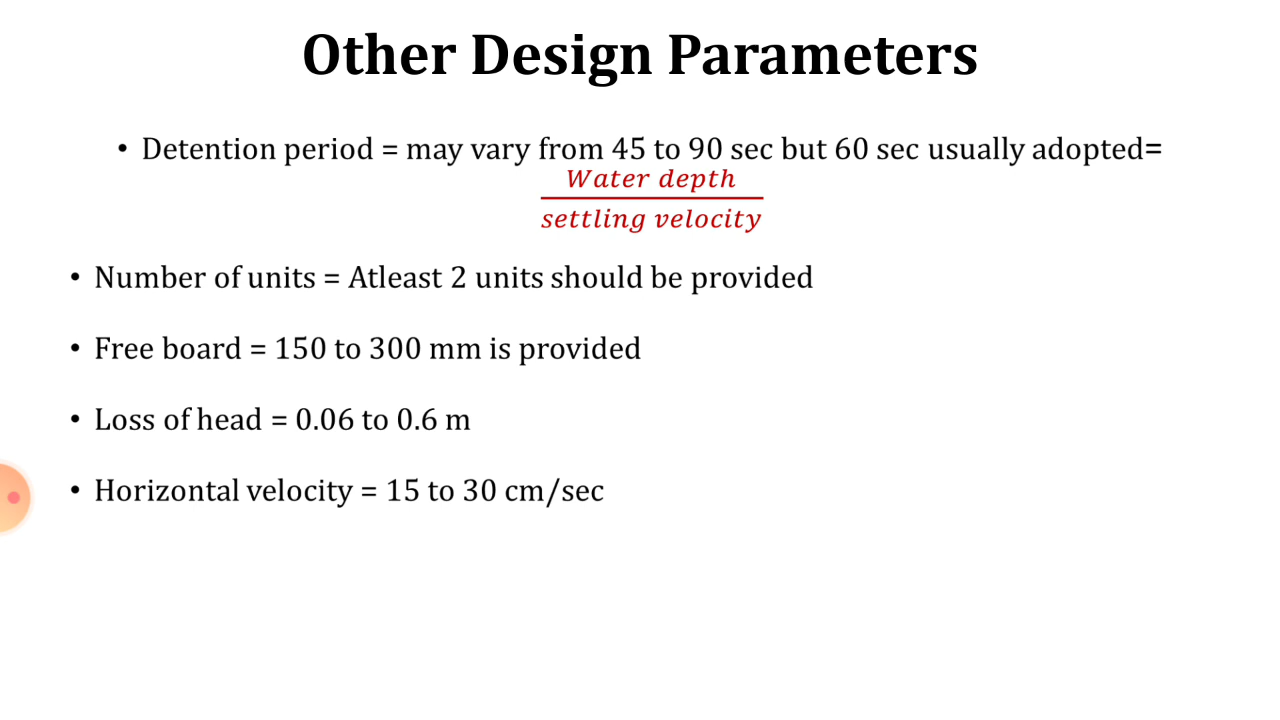 Other Design Parameters
• Detention period = may vary from 45 to 90 sec but 60 sec usually adopted=
Water depth
settling velocity
• Number of units = Atleast 2 units should be provided
• Free board = 150 to 300 mm is provided
• Loss of head = 0.06 to 0.6 m
• Horizontal velocity = 15 to 30 cm/sec